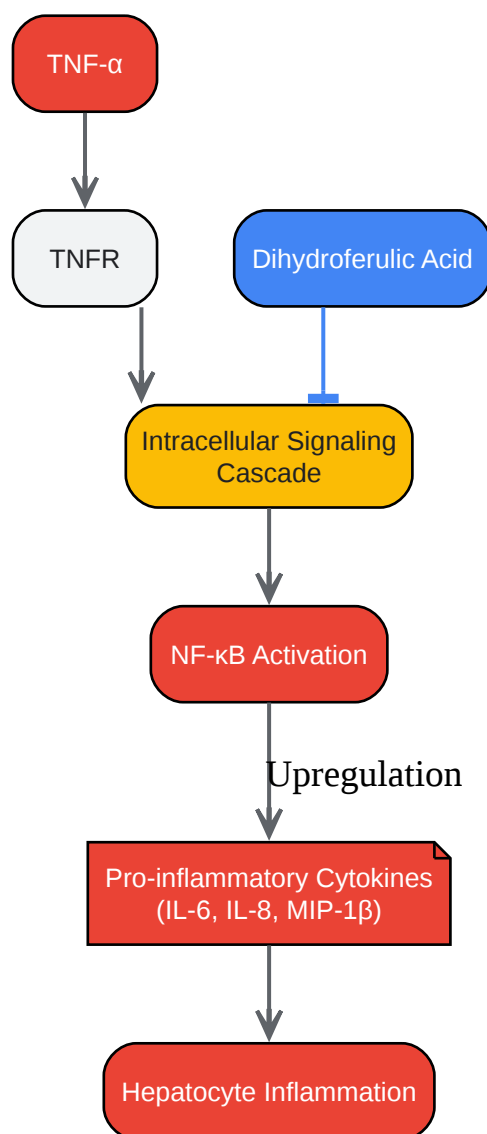 TNF-α
TNFR
Dihydroferulic Acid
Intracellular Signaling
Cascade
NF-κB Activation
Upregulation
Pro-inflammatory Cytokines
(IL-6, IL-8, MIP-1β)
Hepatocyte Inflammation